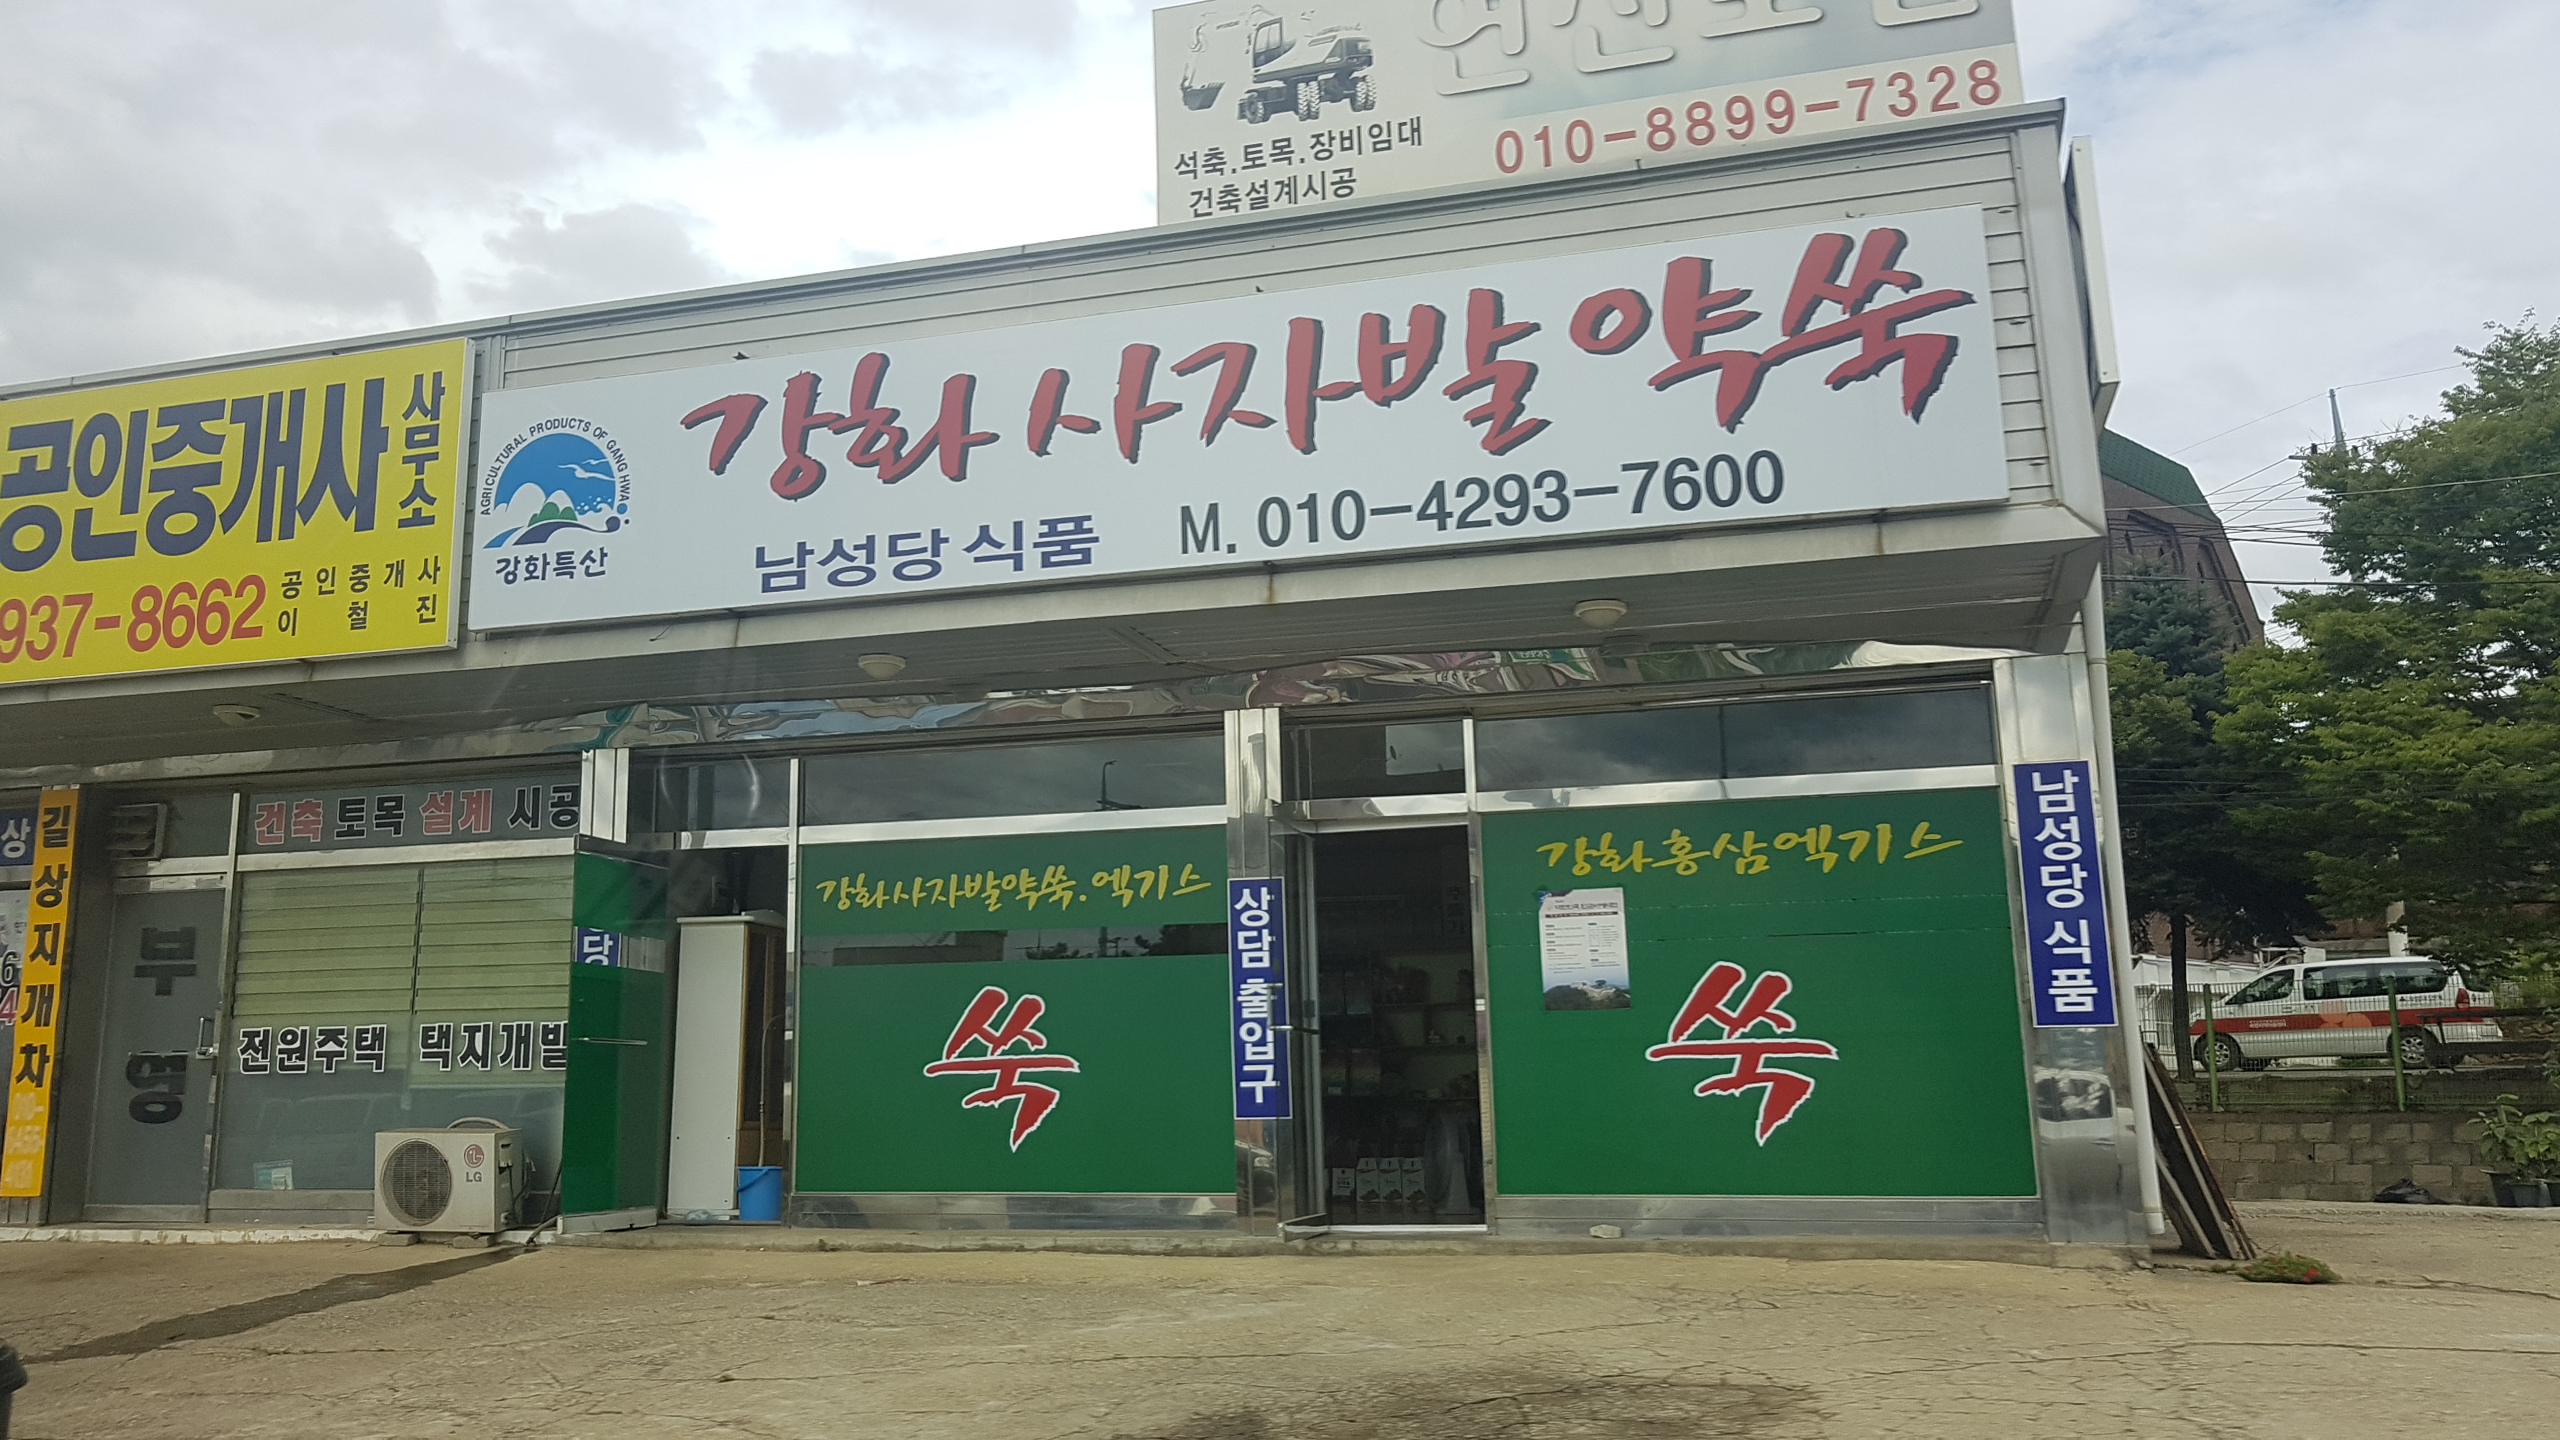 010-8899-7328
석축.토목.장비임대
건축설계시공
공인중개사
사무소
937-8662
공인중개사
이철진
AGRICULTURAL PRODUCTS OF GANG HWA
강화특산
강화 사자발 약쑥
남성당 식품
M. 010-4293-7600
상
길상지개차
부영
건축 토목 설계 시공
전원주택 택지개발
LG
당
강화사자발약쑥.엑기스
쑥
상담 출입구
강화홍삼엑기스
쑥
남성당 식품